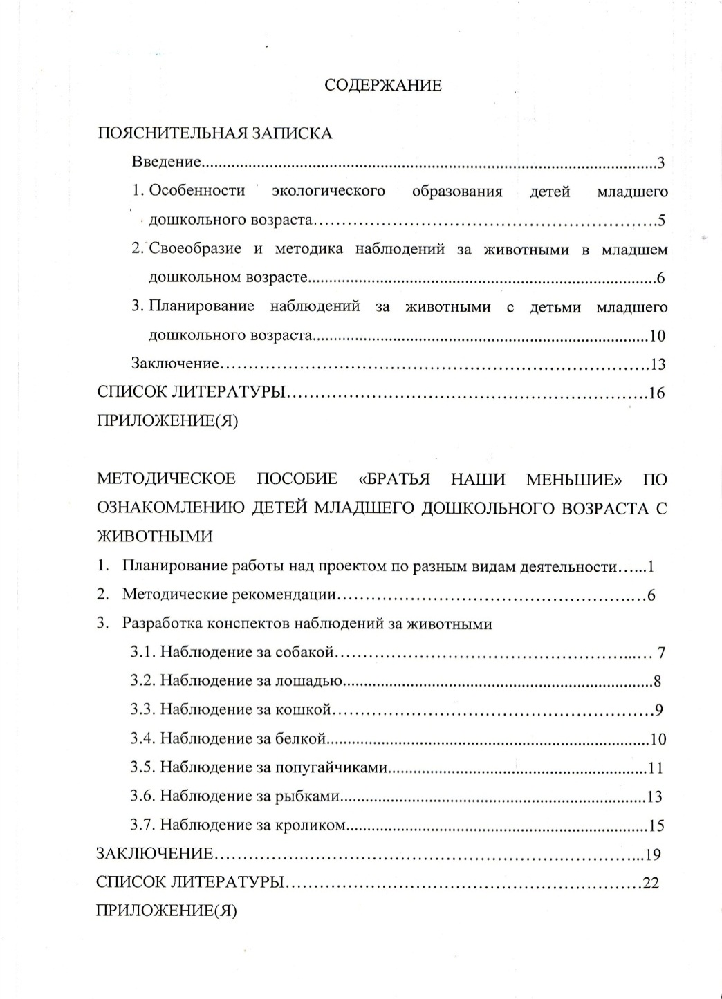 СОДЕРЖАНИЕ
ПОЯСНИТЕЛЬНАЯ ЗАПИСКА
Введение..........................................................................................................3
1. Особенности экологического образования детей младшего
дошкольного возраста……………………………………………………….5
2. Своеобразие и методика наблюдений за животными в младшем
дошкольном возрасте..................................................................................6
3. Планирование наблюдений за животными с детьми младшего
дошкольного возраста...............................................................................10
Заключение…………………………………………………………………….13
СПИСОК ЛИТЕРАТУРЫ……………………………………………………….16
ПРИЛОЖЕНИЕ(Я)
МЕТОДИЧЕСКОЕ ПОСОБИЕ «БРАТЬЯ НАШИ МЕНЬШИЕ» ПО
ОЗНАКОМЛЕНИЮ ДЕТЕЙ МЛАДШЕГО ДОШКОЛЬНОГО ВОЗРАСТА С
ЖИВОТНЫМИ
1. Планирование работы над проектом по разным видам деятельности…...1
2. Методические рекомендации………………………………………………6
3. Разработка конспектов наблюдений за животными
3.1. Наблюдение за собакой……………………………………………...… 7
3.2. Наблюдение за лошадью.........................................................................8
3.3. Наблюдение за кошкой…………………………………………………9
3.4. Наблюдение за белкой............................................................................10
3.5. Наблюдение за попугайчиками.............................................................11
3.6. Наблюдение за рыбками........................................................................13
3.7. Наблюдение за кроликом.......................................................................15
ЗАКЛЮЧЕНИЕ…………………………………………………………………...19
СПИСОК ЛИТЕРАТУРЫ………………………………………………………22
ПРИЛОЖЕНИЕ(Я)